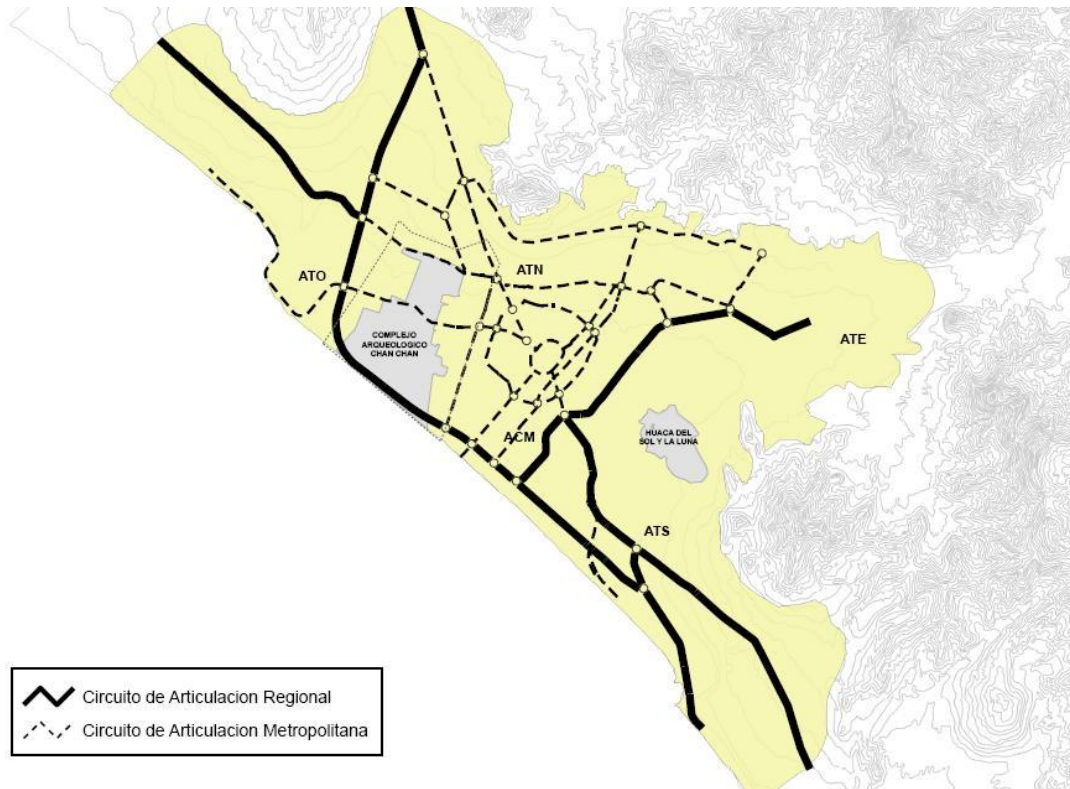 ATN
ATO
COMPLEJO
ARQUEOLOGICO
CHAN CHAN
ATE
ACM
HUACA DEL
SOL Y LA LUNA
ATS
Circuito de Articulacion Regional
Circuito de Articulacion Metropolitana